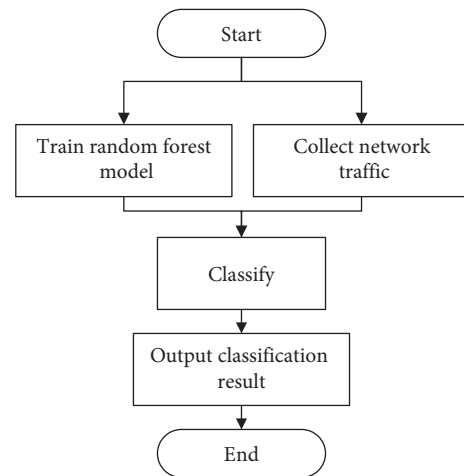 Start
Train random forest
model
Collect network
traffic
Classify
Output classification
result
End